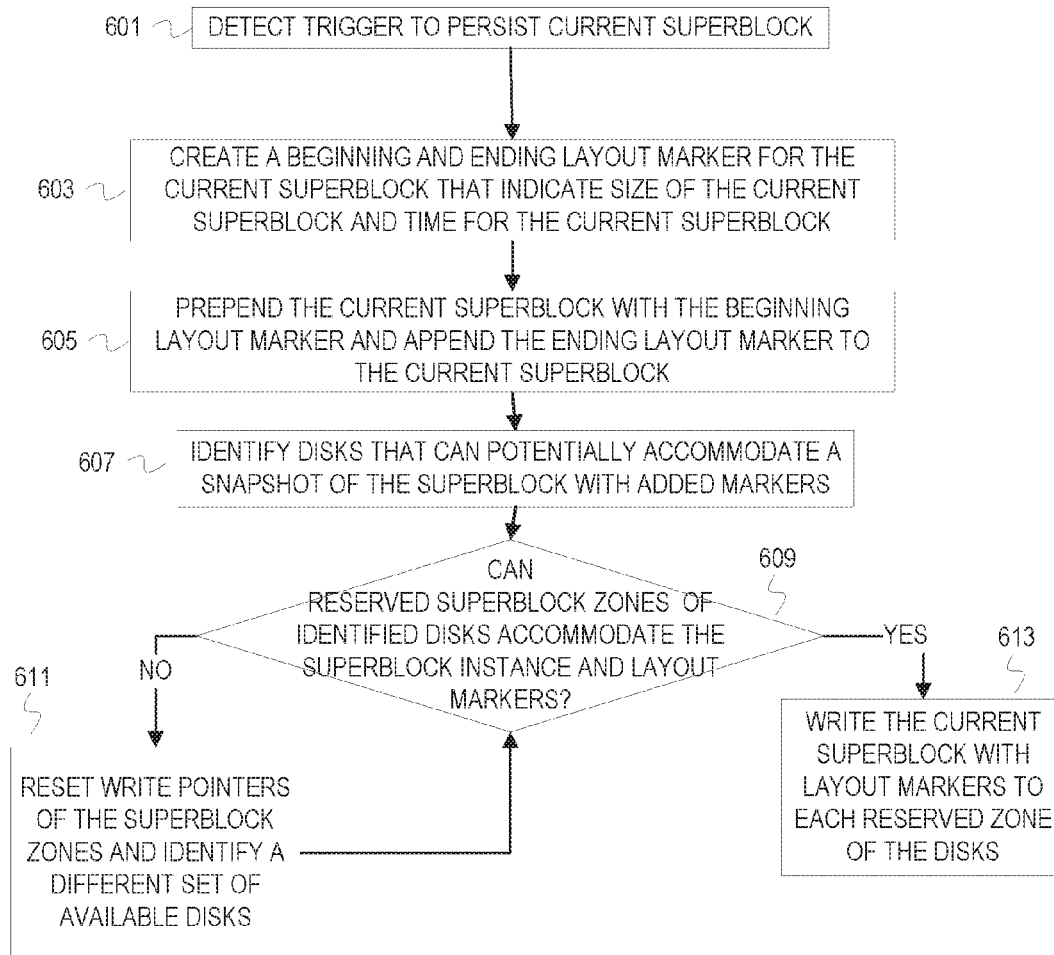 601
DETECT TRIGGER TO PERSIST CURRENT SUPERBLOCK
603
CREATE A BEGINNING AND ENDING LAYOUT MARKER FOR THE
CURRENT SUPERBLOCK THAT INDICATE SIZE OF THE CURRENT
SUPERBLOCK AND TIME FOR THE CURRENT SUPERBLOCK
605
PREPEND THE CURRENT SUPERBLOCK WITH THE BEGINNING
LAYOUT MARKER AND APPEND THE ENDING LAYOUT MARKER TO
THE CURRENT SUPERBLOCK
607
IDENTIFY DISKS THAT CAN POTENTIALLY ACCOMMODATE A
SNAPSHOT OF THE SUPERBLOCK WITH ADDED MARKERS
609
CAN
RESERVED SUPERBLOCK ZONES OF
IDENTIFIED DISKS ACCOMMODATE THE
SUPERBLOCK INSTANCE AND LAYOUT
MARKERS?
NO
YES
611
RESET WRITE POINTERS
OF THE SUPERBLOCK
ZONES AND IDENTIFY A
DIFFERENT SET OF
AVAILABLE DISKS
613
WRITE THE CURRENT
SUPERBLOCK WITH
LAYOUT MARKERS TO
EACH RESERVED ZONE
OF THE DISKS